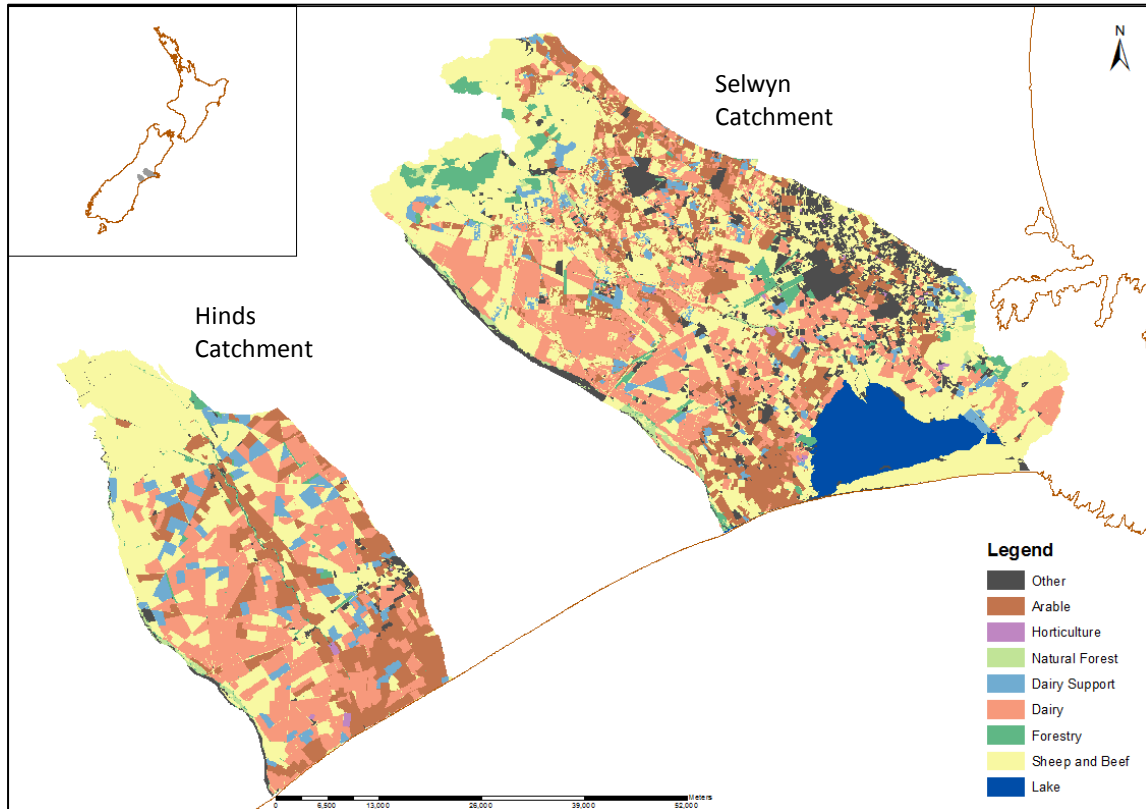 N
Selwyn
Catchment
Hinds
Catchment
Legend
Other
Arable
Horticulture
Natural Forest
Dairy Support
Dairy
Forestry
Sheep and Beef
Lake
Meters
0 6,500 13,000 26,000 39,000 52,000